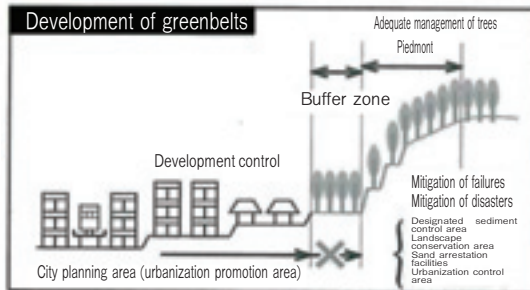 Development of greenbelts
Adequate management of trees
Piedmont
Buffer zone
Development control
Mitigation of failures
Mitigation of disasters
Designated sediment
control area
Landscape
conservation area
Sand arrestation
facilities
Urbanization control
area
City planning area (urbanization promotion area)